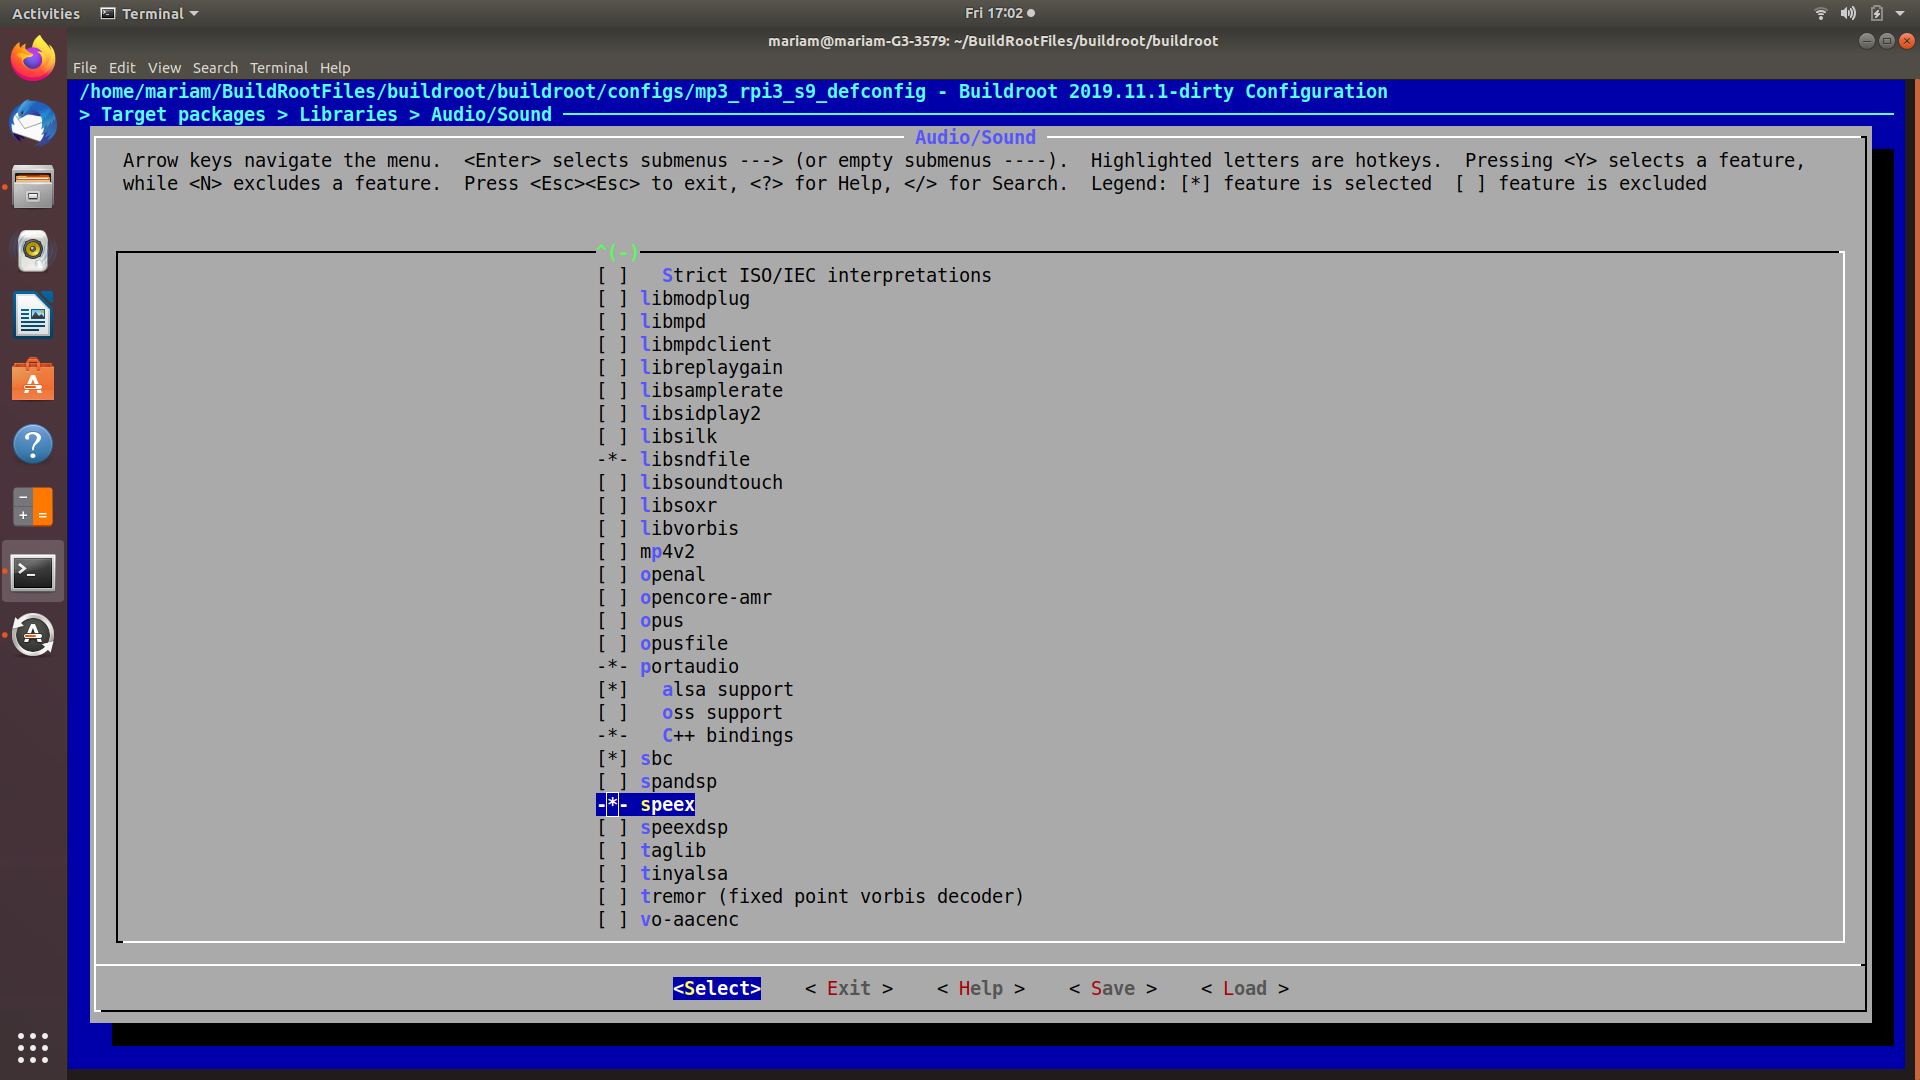 Activities Terminal Fri 17:02
mariam@mariam-G3-3579: ~/BuildRootFiles/buildroot/buildroot
File Edit View Search Terminal Help
/home/mariam/BuildRootFiles/buildroot/buildroot/configs/mp3_rpi3_s9_defconfig - Buildroot 2019.11.1-dirty Configuration
> Target packages > Libraries > Audio/Sound
Audio/Sound
Arrow keys navigate the menu.  <Enter> selects submenus ---> (or empty submenus ----).  Highlighted letters are hotkeys.  Pressing <Y> selects a feature,
while <N> excludes a feature.  Press <Esc><Esc> to exit, <?> for Help, </> for Search.  Legend: [*] feature is selected  [ ] feature is excluded
^(-)
[ ]   Strict ISO/IEC interpretations
[ ] libmodplug
[ ] libmpd
[ ] libmpdclient
[ ] libreplaygain
[ ] libsamplerate
[ ] libsidplay2
[ ] libsilk
-*- libsndfile
[ ] libsoundtouch
[ ] libsoxr
[ ] libvorbis
[ ] mp4v2
[ ] openal
[ ] opencore-amr
[ ] opus
[ ] opusfile
-*- portaudio
[*]   alsa support
[ ]   oss support
-*-   C++ bindings
[*] sbc
[ ] spandsp
-*- speex
[ ] speexdsp
[ ] taglib
[ ] tinyalsa
[ ] tremor (fixed point vorbis decoder)
[ ] vo-aacenc
<Select>    < Exit >    < Help >    < Save >    < Load >